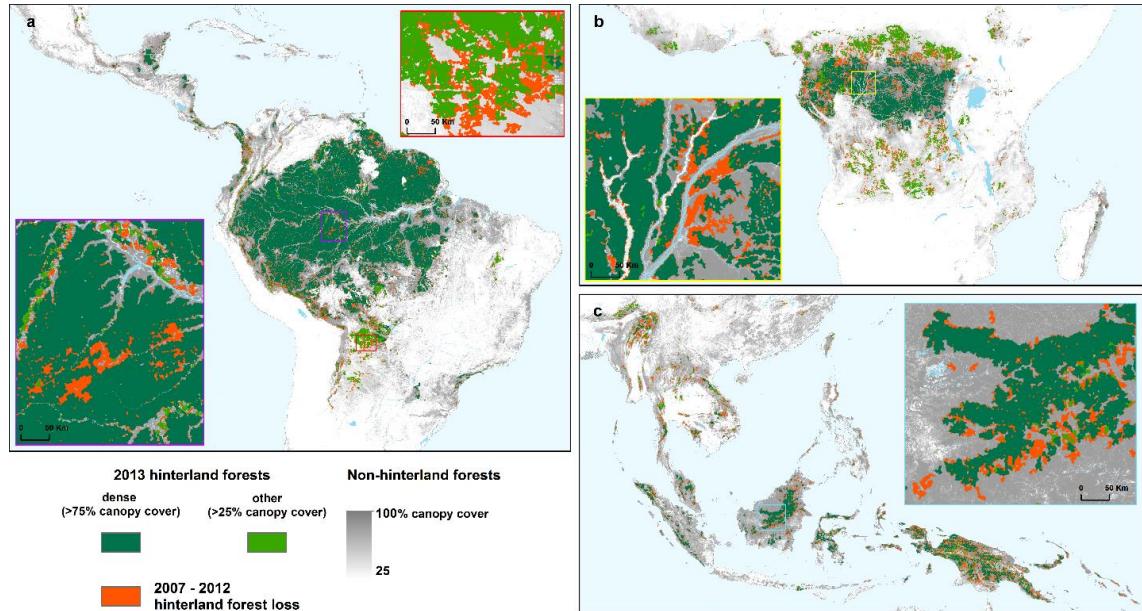 a
0 50 Km
0 50 Km
b
0 50 Km
c
0 50 Km
2013 hinterland forests
Non-hinterland forests
dense
(>75% canopy cover)
other
(>25% canopy cover)
100% canopy cover
25
2007 - 2012
hinterland forest loss